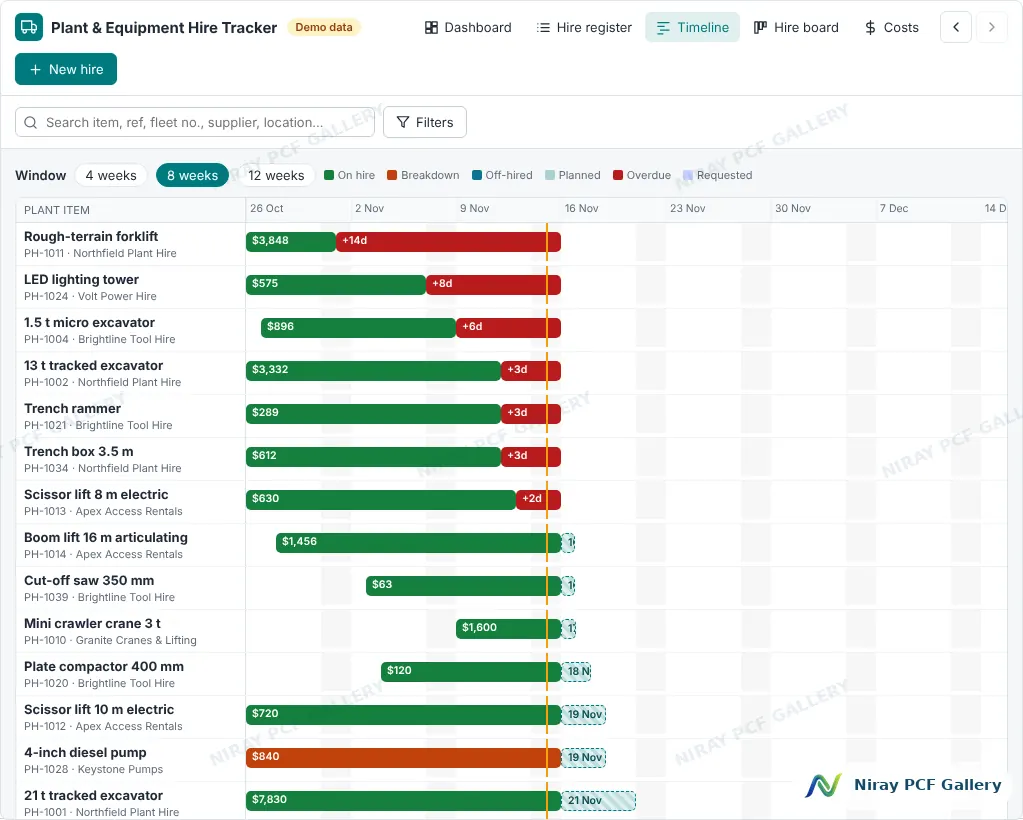 Plant & Equipment Hire Tracker Demo data Dashboard Hire register Timeline Hire board Costs
New hire
Search item, ref, fleet no., supplier, location... Filters
Window 4 weeks 8 weeks 12 weeks On hire Breakdown Off-hired Planned Overdue Requested
PLANT ITEM 26 Oct 2 Nov 9 Nov 16 Nov 23 Nov 30 Nov 7 Dec 14 D
Rough-terrain forklift $3,848 +14d
PH-1011 · Northfield Plant Hire
LED lighting tower $575 +8d
PH-1024 · Volt Power Hire
1.5 t micro excavator $896 +6d
PH-1004 · Brightline Tool Hire
13 t tracked excavator $3,332 +3d
PH-1002 · Northfield Plant Hire
Trench rammer $289 +3d
PH-1021 · Brightline Tool Hire
Trench box 3.5 m $612 +3d
PH-1034 · Northfield Plant Hire
Scissor lift 8 m electric $630 +2d
PH-1013 · Apex Access Rentals
Boom lift 16 m articulating $1,456
PH-1014 · Apex Access Rentals
Cut-off saw 350 mm $63
PH-1039 · Brightline Tool Hire
Mini crawler crane 3 t $1,600
PH-1010 · Granite Cranes & Lifting
Plate compactor 400 mm $120 18 N
PH-1020 · Brightline Tool Hire
Scissor lift 10 m electric $720 19 Nov
PH-1012 · Apex Access Rentals
4-inch diesel pump $840 19 Nov
PH-1028 · Keystone Pumps
21 t tracked excavator $7,830 21 Nov
PH-1001 · Northfield Plant Hire
Niray PCF Gallery
NIRAY PCF GALLERY